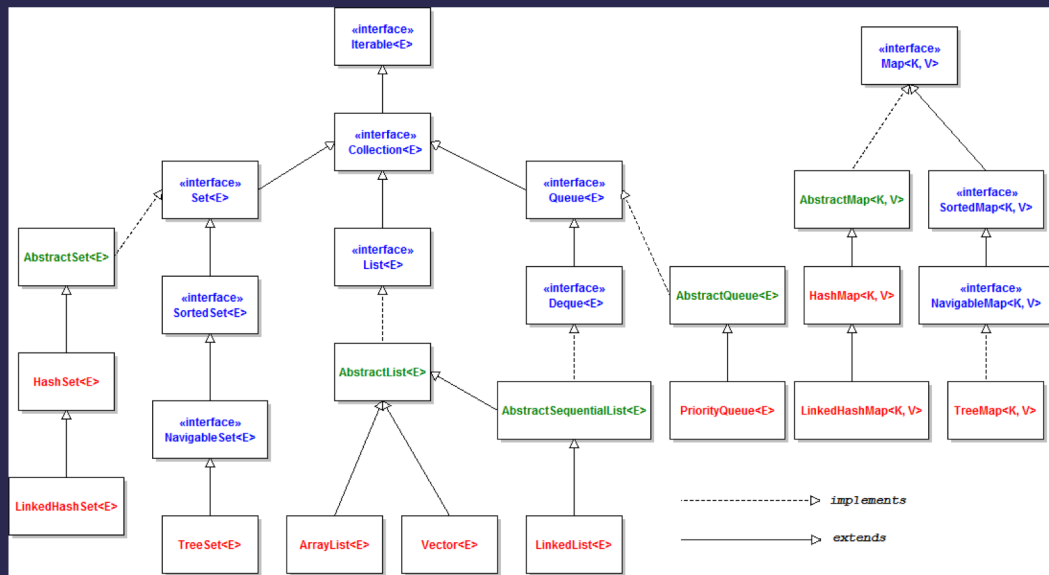 «interface»
Iterable<E>
«interface»
Map<K, V>
«interface»
Collection<E>
«interface»
Set<E>
«interface»
Queue<E>
AbstractMap<K, V>
«interface»
SortedMap<K, V>
AbstractSet<E>
«interface»
List<E>
«interface»
SortedSet<E>
«interface»
Deque<E>
AbstractQueue<E>
HashMap<K, V>
«interface»
NavigableMap<K, V>
HashSet<E>
AbstractList<E>
AbstractSequentialList<E>
PriorityQueue<E>
LinkedHashMap<K, V>
TreeMap<K, V>
«interface»
NavigableSet<E>
LinkedHashSet<E>
TreeSet<E>
ArrayList<E>
Vector<E>
LinkedList<E>
implements
extends